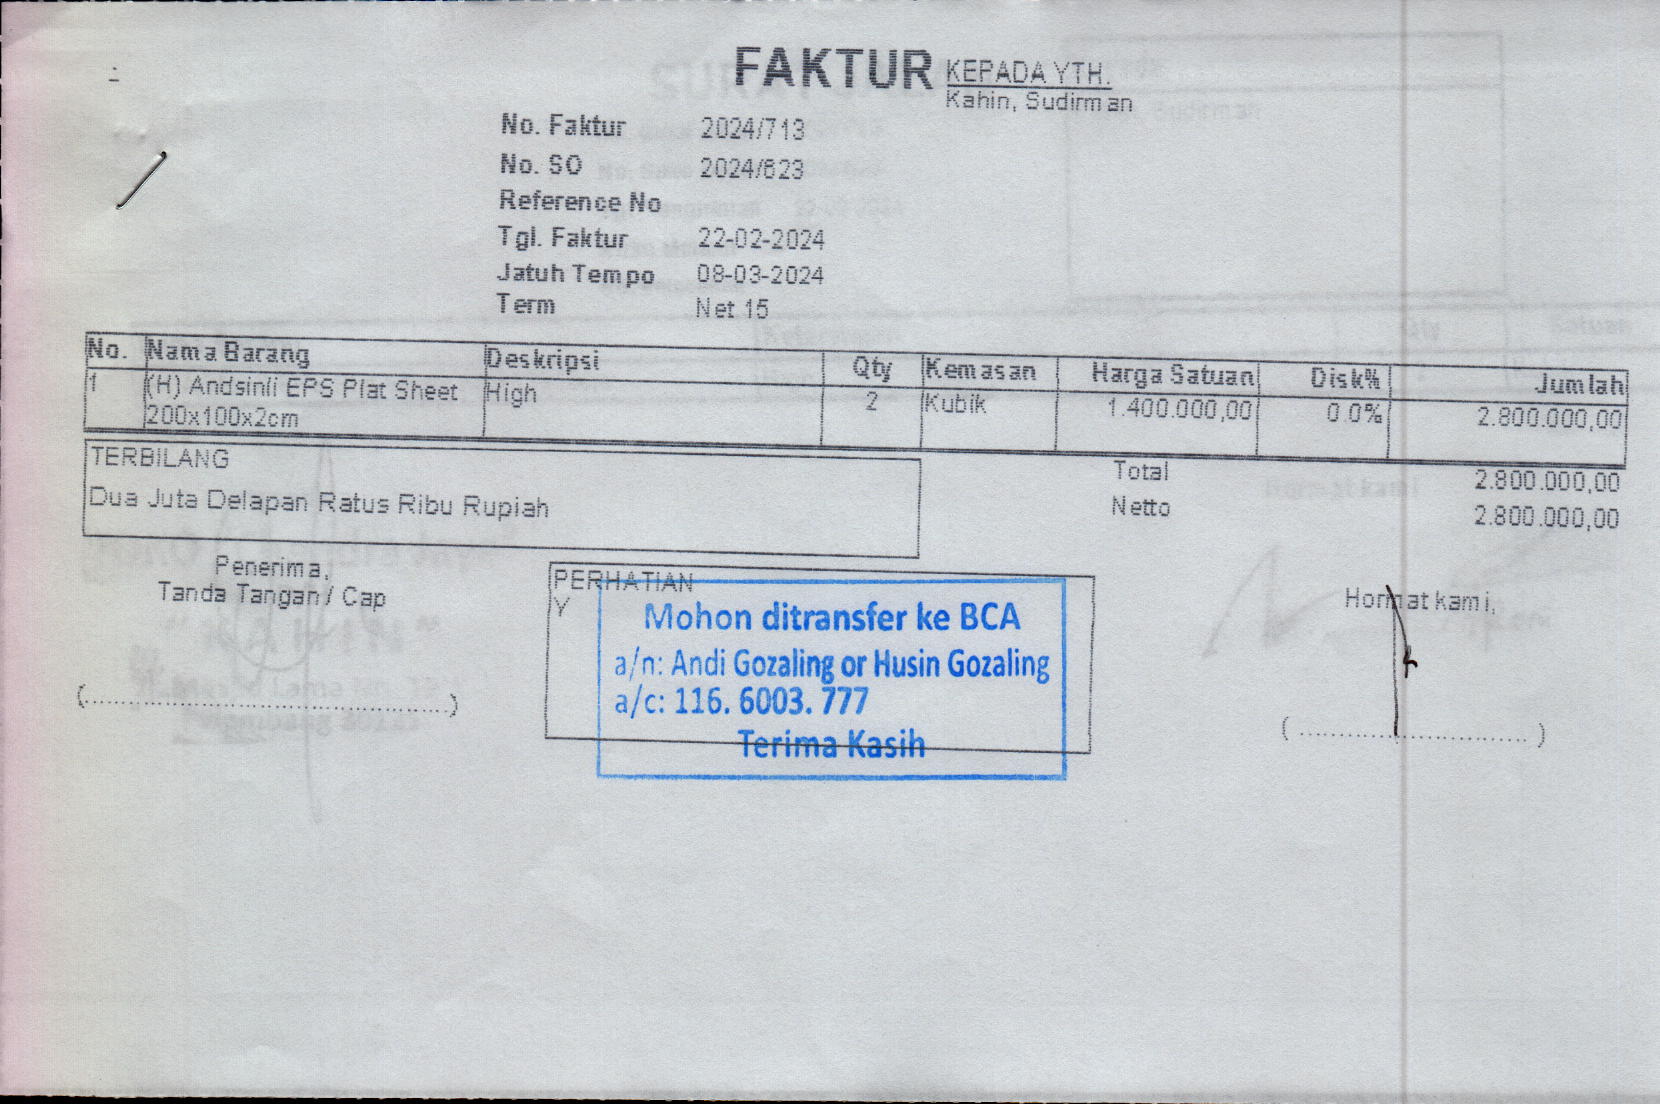 FAKTUR
KEPADA YTH.
Kahin, Sudirman
No. Faktur 2024/713
No. SO 2024/623
Reference No
Tgl. Faktur 22-02-2024
Jatuh Tempo 08-03-2024
Term Net 15
No. Nama Barang Deskripsi Qty Kemasan Harga Satuan Disk% Jumlah
1 (H) Andsinli EPS Plat Sheet High 2 Kubik 1.400.000,00 0.0% 2.800.000,00
200x100x2cm
TERBILANG
Dua Juta Delapan Ratus Ribu Rupiah
Total 2.800.000,00
Netto 2.800.000,00
Penerima,
Tanda Tangan / Cap
(........................................................)
PERHATIAN
Y
Mohon ditransfer ke BCA
a/n: Andi Gozaling or Husin Gozaling
a/c: 116. 6003. 777
Terima Kasih
Hormat kami,
( ................................... )